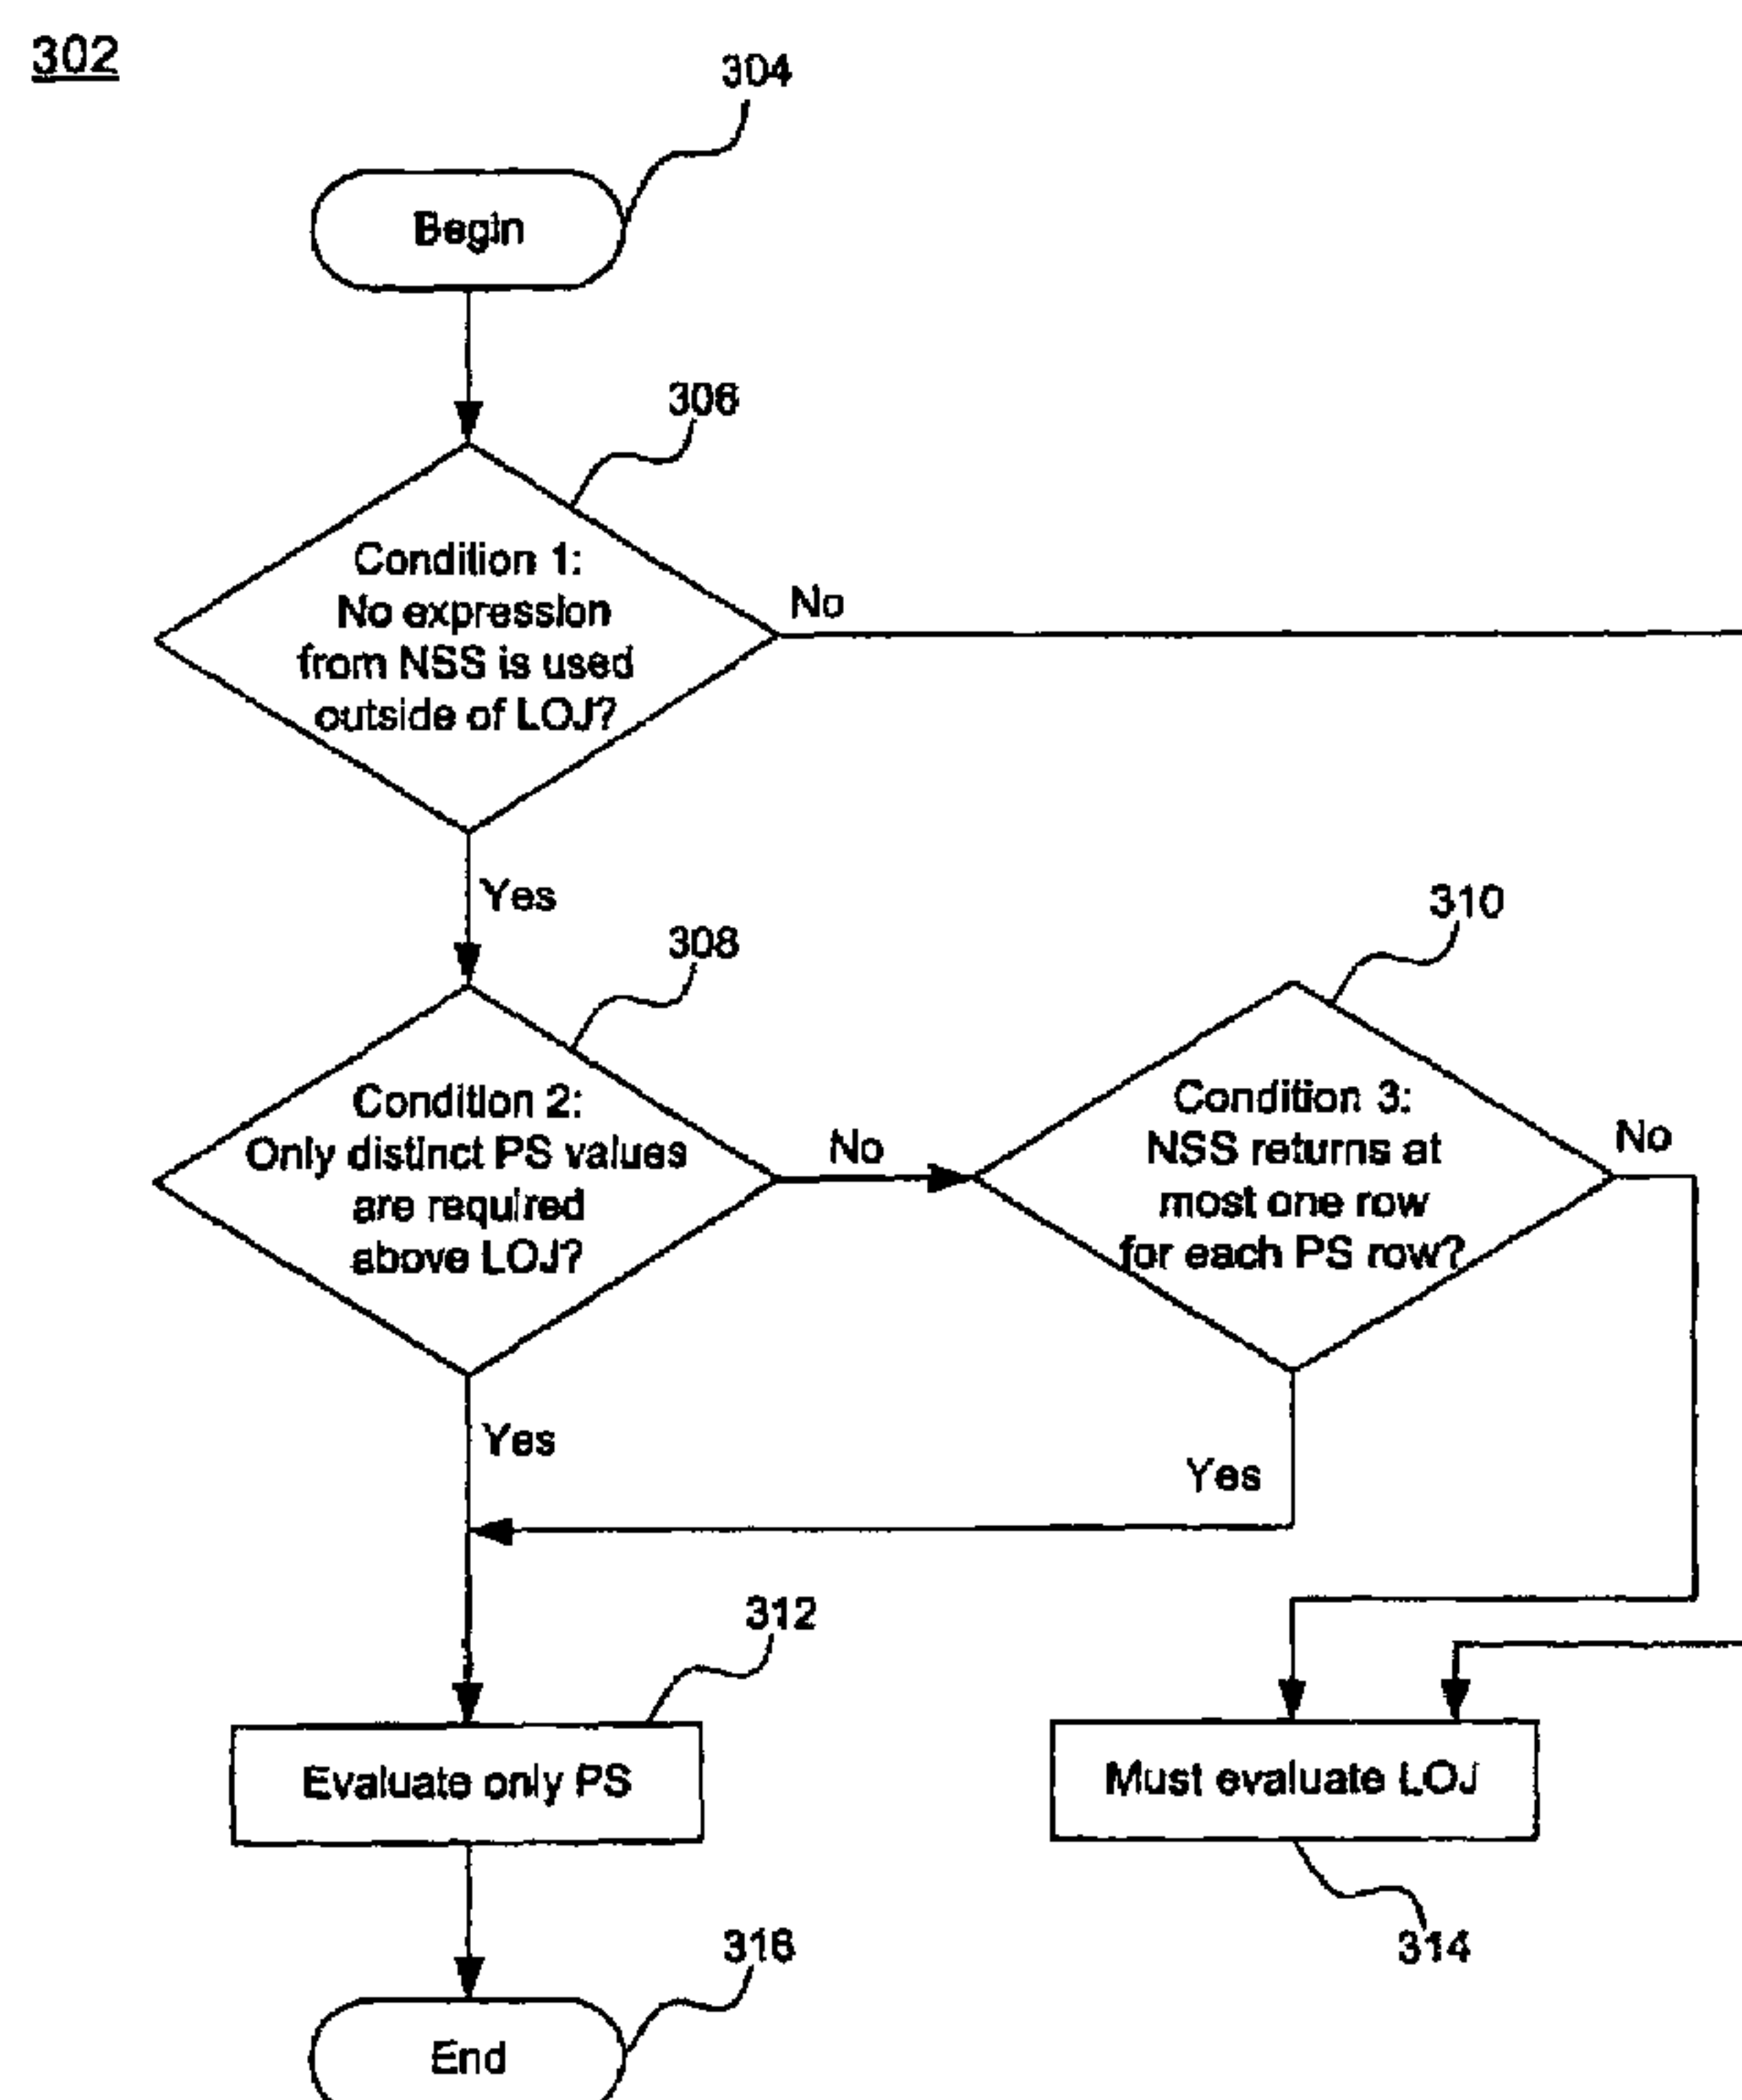 302
304
Begin
306
Condition 1:
No expression
from NSS is used
outside of LOJ?
No
Yes
308
310
Condition 2:
Only distinct PS values
are required
above LOJ?
No
Condition 3:
NSS returns at
most one row
for each PS row?
No
Yes
Yes
312
Evaluate only PS
Must evaluate LOJ
314
316
End